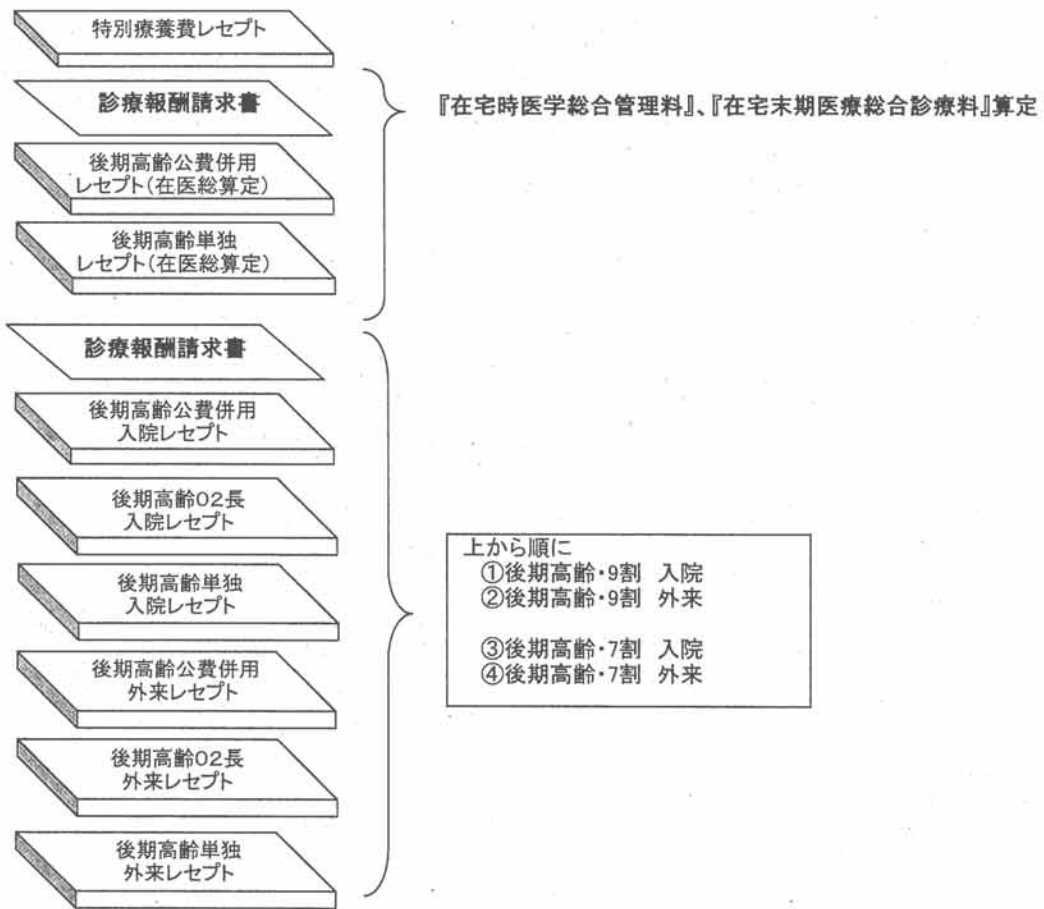 特別療養費レセプト
診療報酬請求書
『在宅時医学総合管理料』、『在宅末期医療総合診療料』算定
後期高齢公費併用
レセプト(在医総算定)
後期高齢単独
レセプト(在医総算定)
診療報酬請求書
後期高齢公費併用
入院レセプト
後期高齢02長
入院レセプト
後期高齢単独
入院レセプト
後期高齢公費併用
外来レセプト
後期高齢02長
外来レセプト
後期高齢単独
外来レセプト
上から順に
①後期高齢・9割 入院
②後期高齢・9割 外来
③後期高齢・7割 入院
④後期高齢・7割 外来